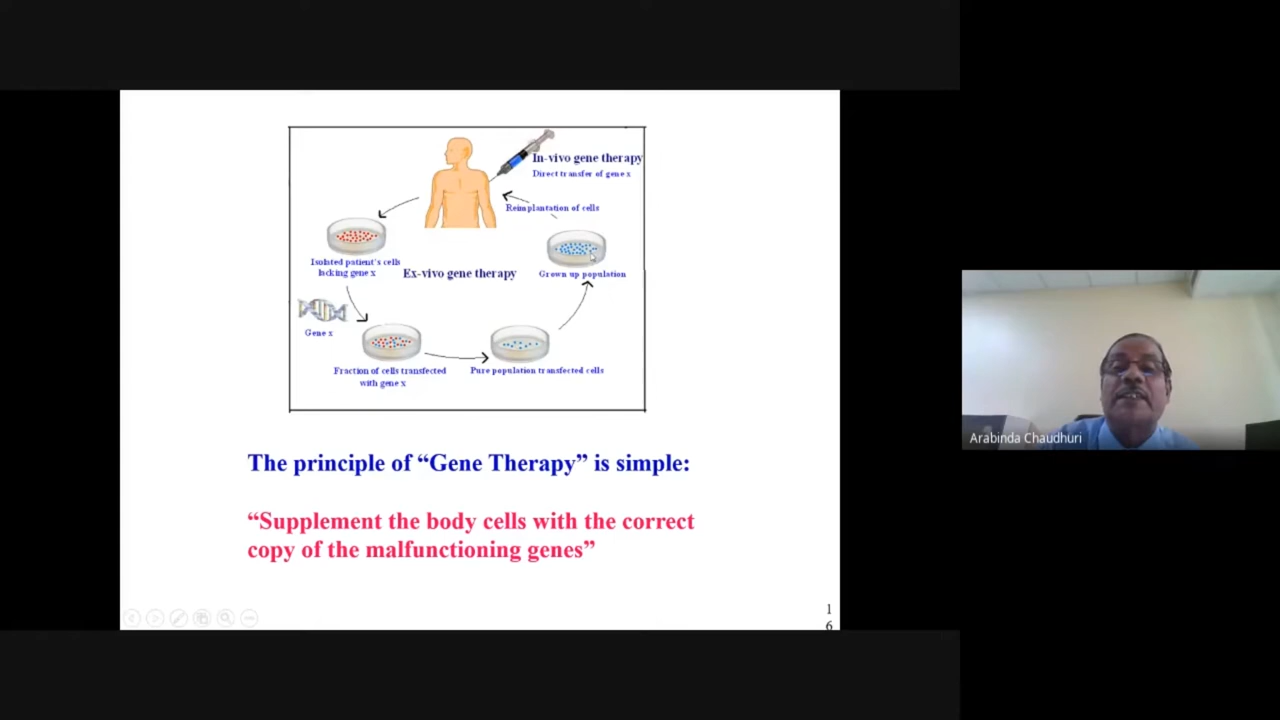 In-vivo gene therapy
Direct transfer of gene x
Reimplantation of cells
Isolated patient's cells
lacking gene x
Ex-vivo gene therapy
Grown up population
Gene x
Fraction of cells transfected
with gene x
Pure population transfected cells
The principle of “Gene Therapy” is simple:
“Supplement the body cells with the correct
copy of the malfunctioning genes”
1
6
Arabinda Chaudhuri